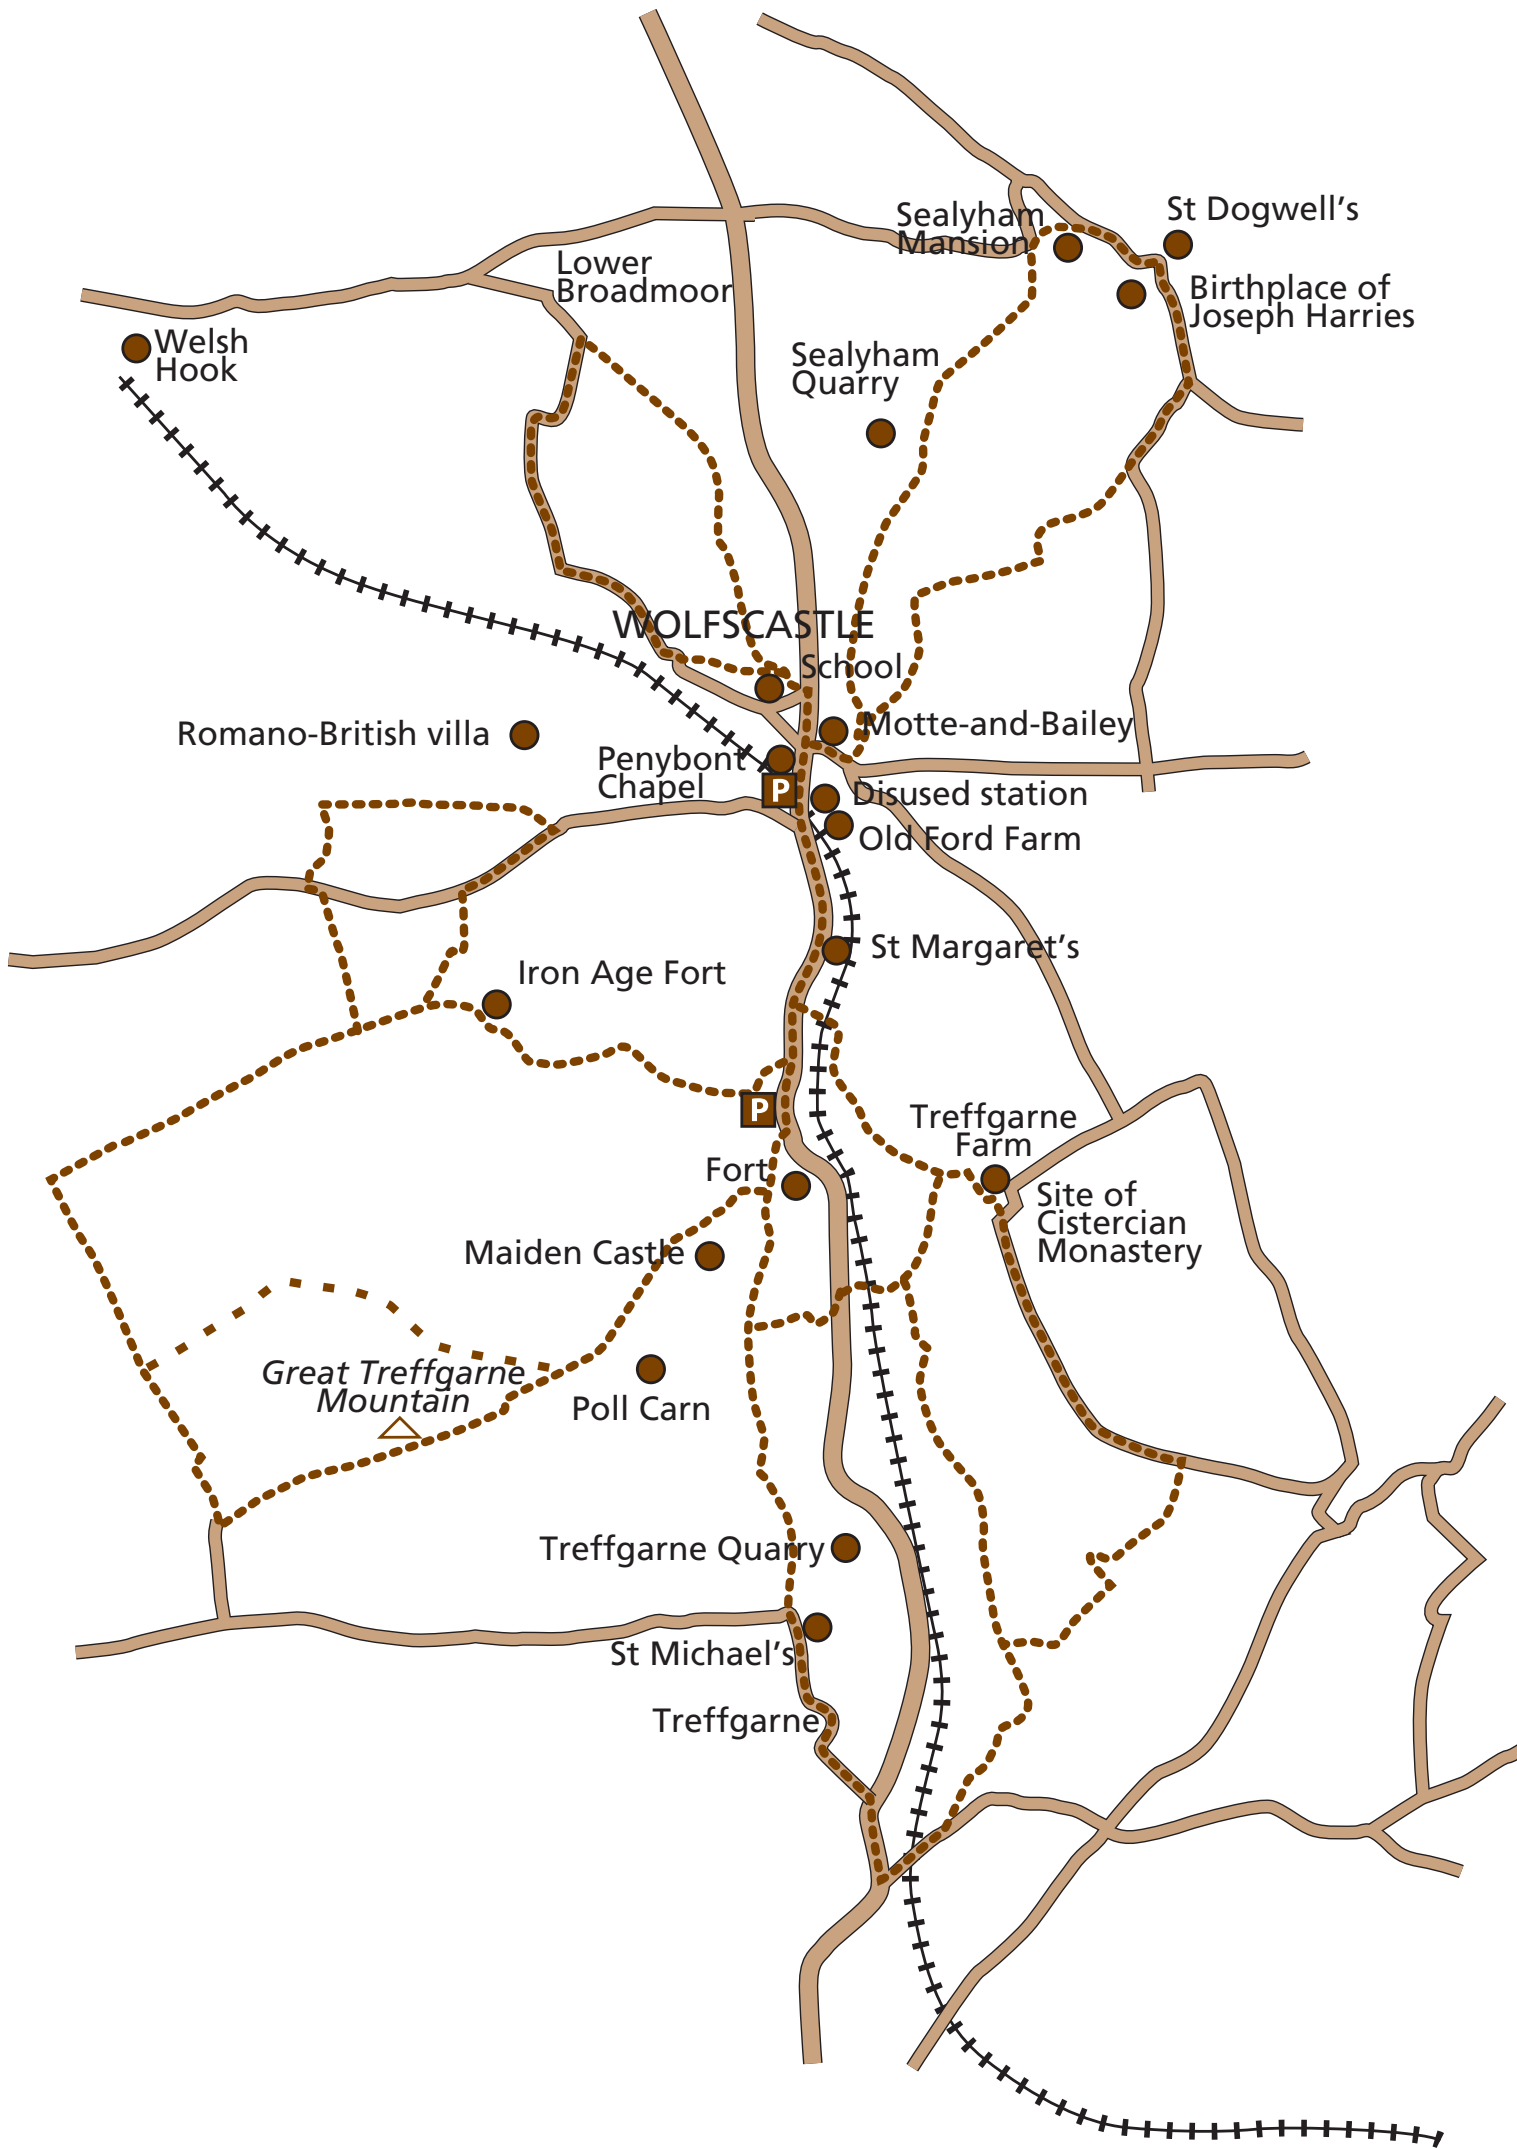 St Dogwell's
Sealyham
Mansion
Lower
Broadmoor
Birthplace of
Joseph Harries
Welsh
Hook
Sealyham
Quarry
WOLFSCASTLE
School
Romano-British villa
Motte-and-Bailey
Penybont
Chapel
P
Disused station
Old Ford Farm
St Margaret's
Iron Age Fort
P
Treffgarne
Farm
Fort
Site of
Cistercian
Monastery
Maiden Castle
Great Treffgarne
Mountain
Poll Carn
Treffgarne Quarry
St Michael's
Treffgarne